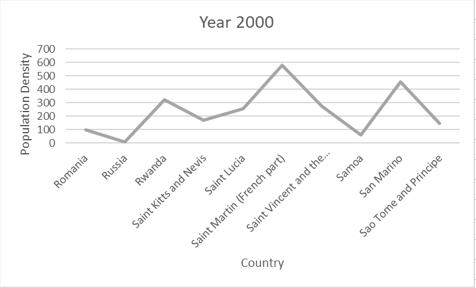 Year 2000
Population Density
700
600
500
400
300
200
100
0
Romania
Russia
Rwanda
Saint Kitts and Nevis
Saint Lucia
Saint Martin (French part)
Saint Vincent and the...
Samoa
San Marino
Sao Tome and Principe
Country